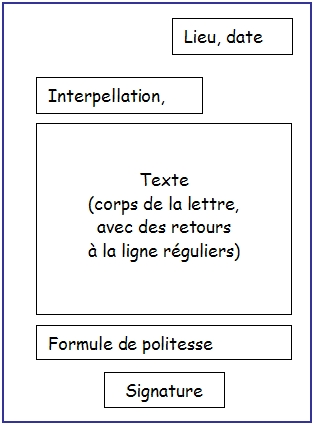 Lieu, date
Interpellation,
Texte
(corps de la lettre,
avec des retours
à la ligne réguliers)
Formule de politesse
Signature